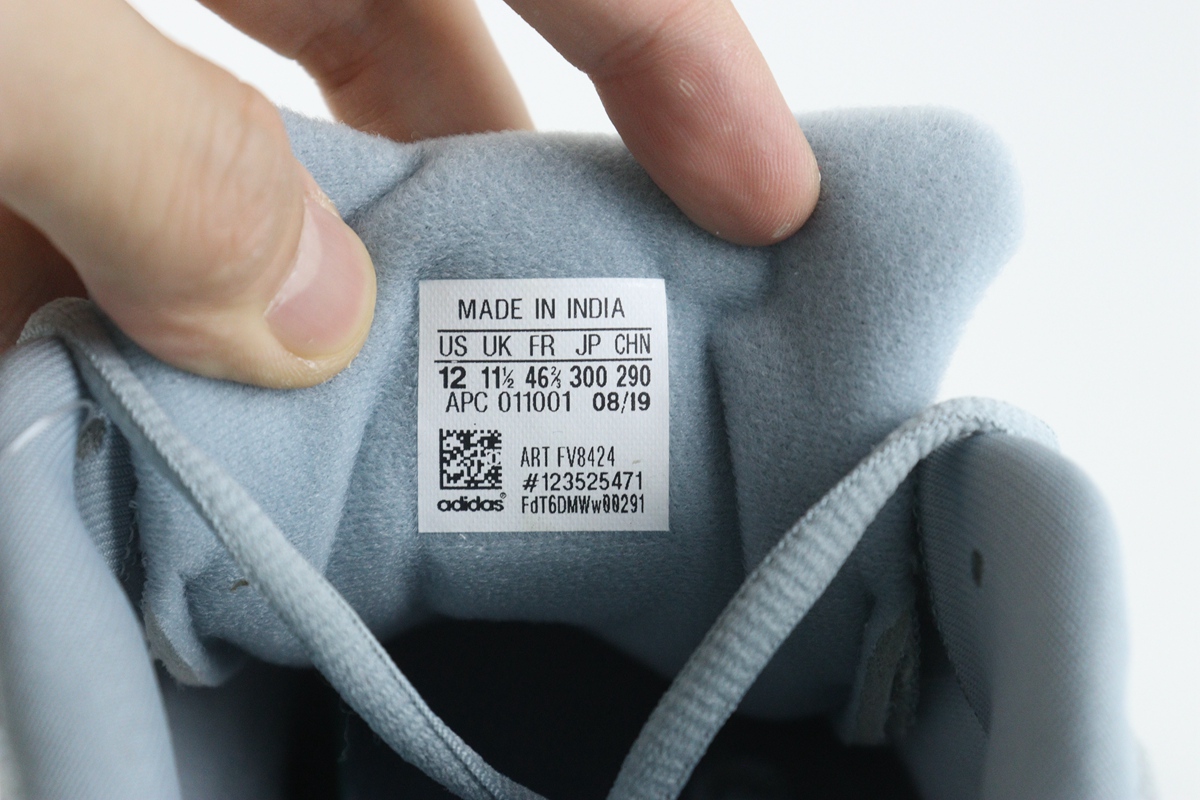 MADE IN INDIA
US UK FR JP CHN
12 11½ 46⅔ 300 290
APC 011001 08/19
ART FV8424
#123525471
adidas® FdT6DMWw00291